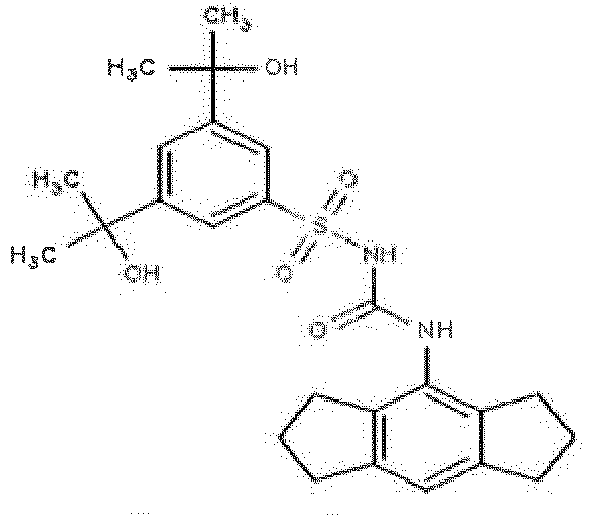 CH₃
H₃C OH
H₃C
O
S
H₃C NH
OH O
O NH